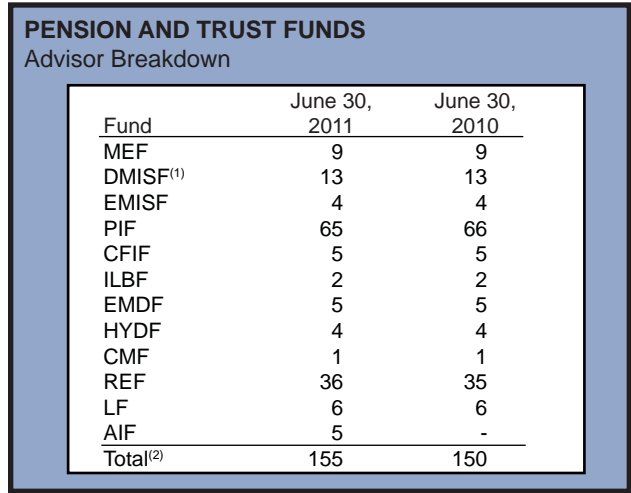 PENSION AND TRUST FUNDS
Advisor Breakdown
June 30, June 30,
Fund 2011 2010
MEF 9 9
DMISF(1) 13 13
EMISF 4 4
PIF 65 66
CFIF 5 5
ILBF 2 2
EMDF 5 5
HYDF 4 4
CMF 1 1
REF 36 35
LF 6 6
AIF 5 -
Total(2) 155 150